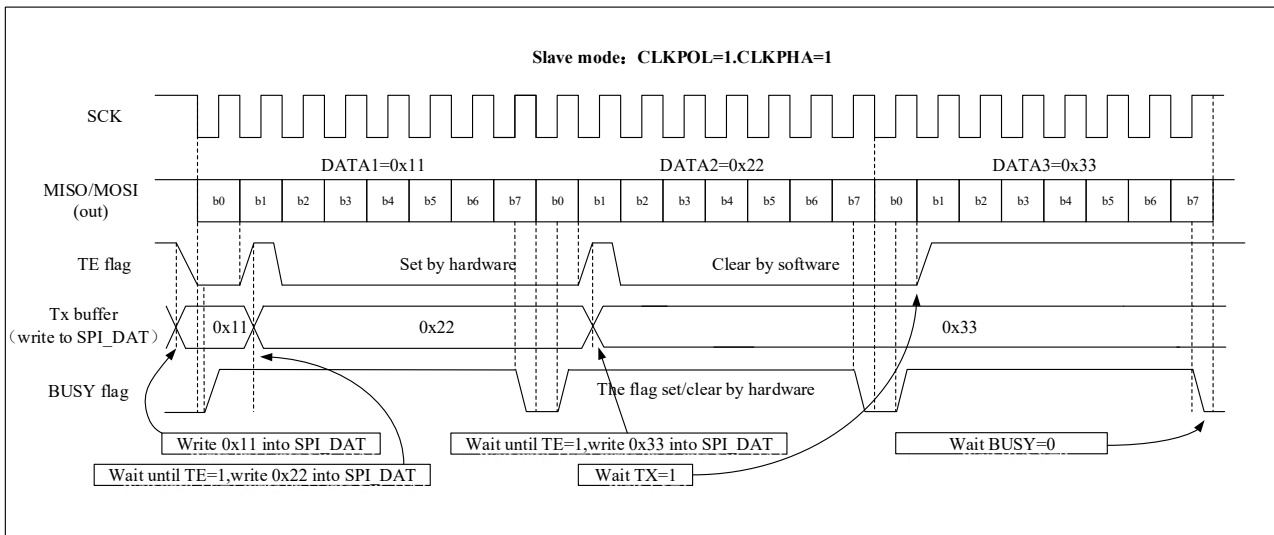 Slave mode：CLKPOL=1.CLKPHA=1
SCK
DATA1=0x11 DATA2=0x22 DATA3=0x33
MISO/MOSI
(out)
b0 b1 b2 b3 b4 b5 b6 b7 b0 b1 b2 b3 b4 b5 b6 b7 b0 b1 b2 b3 b4 b5 b6 b7
TE flag Set by hardware Clear by software
Tx buffer
（write to SPI_DAT） 0x11 0x22 0x33
BUSY flag The flag set/clear by hardware
Write 0x11 into SPI_DAT Wait until TE=1,write 0x33 into SPI_DAT Wait BUSY=0
Wait until TE=1,write 0x22 into SPI_DAT Wait TX=1